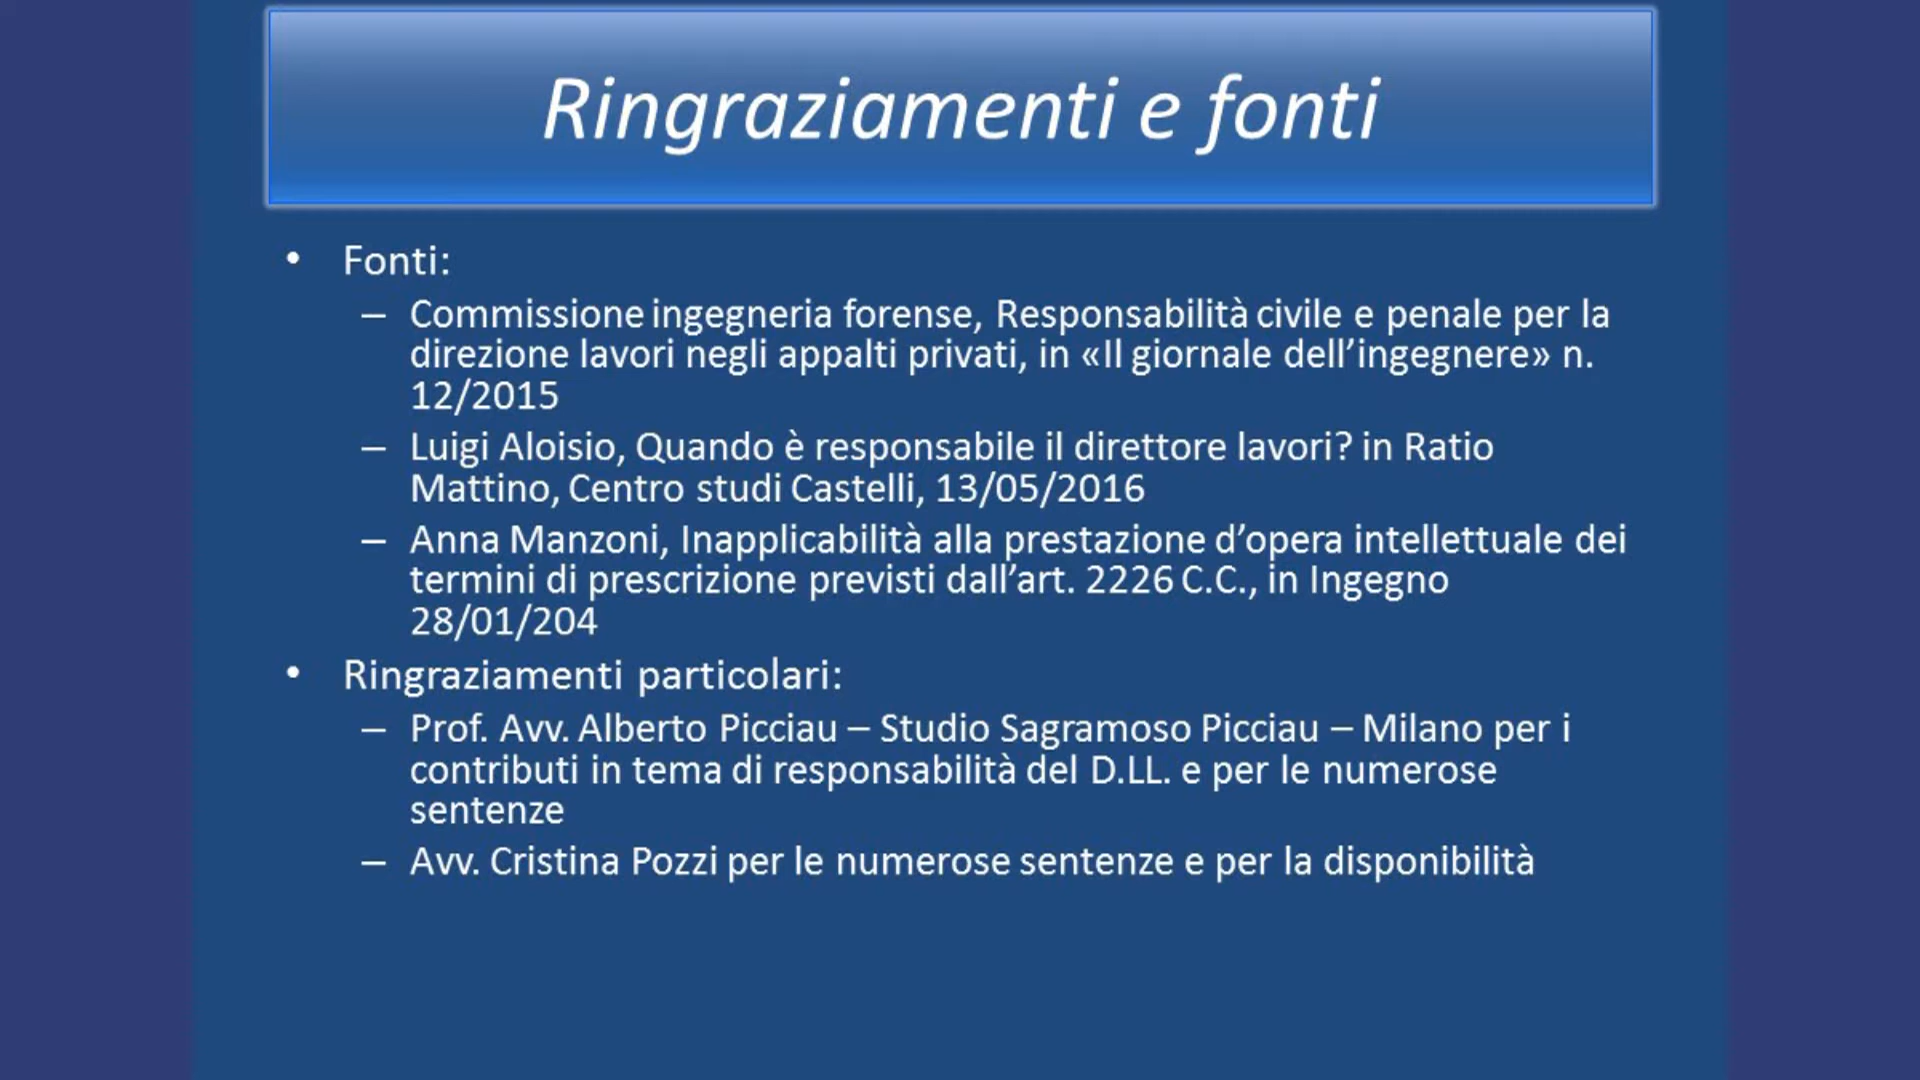 Ringraziamenti e fonti
• Fonti:
– Commissione ingegneria forense, Responsabilità civile e penale per la
direzione lavori negli appalti privati, in «Il giornale dell’ingegnere» n.
12/2015
– Luigi Aloisio, Quando è responsabile il direttore lavori? in Ratio
Mattino, Centro studi Castelli, 13/05/2016
– Anna Manzoni, Inapplicabilità alla prestazione d’opera intellettuale dei
termini di prescrizione previsti dall’art. 2226 C.C., in Ingegno
28/01/204
• Ringraziamenti particolari:
– Prof. Avv. Alberto Picciau – Studio Sagramoso Picciau – Milano per i
contributi in tema di responsabilità del D.LL. e per le numerose
sentenze
– Avv. Cristina Pozzi per le numerose sentenze e per la disponibilità